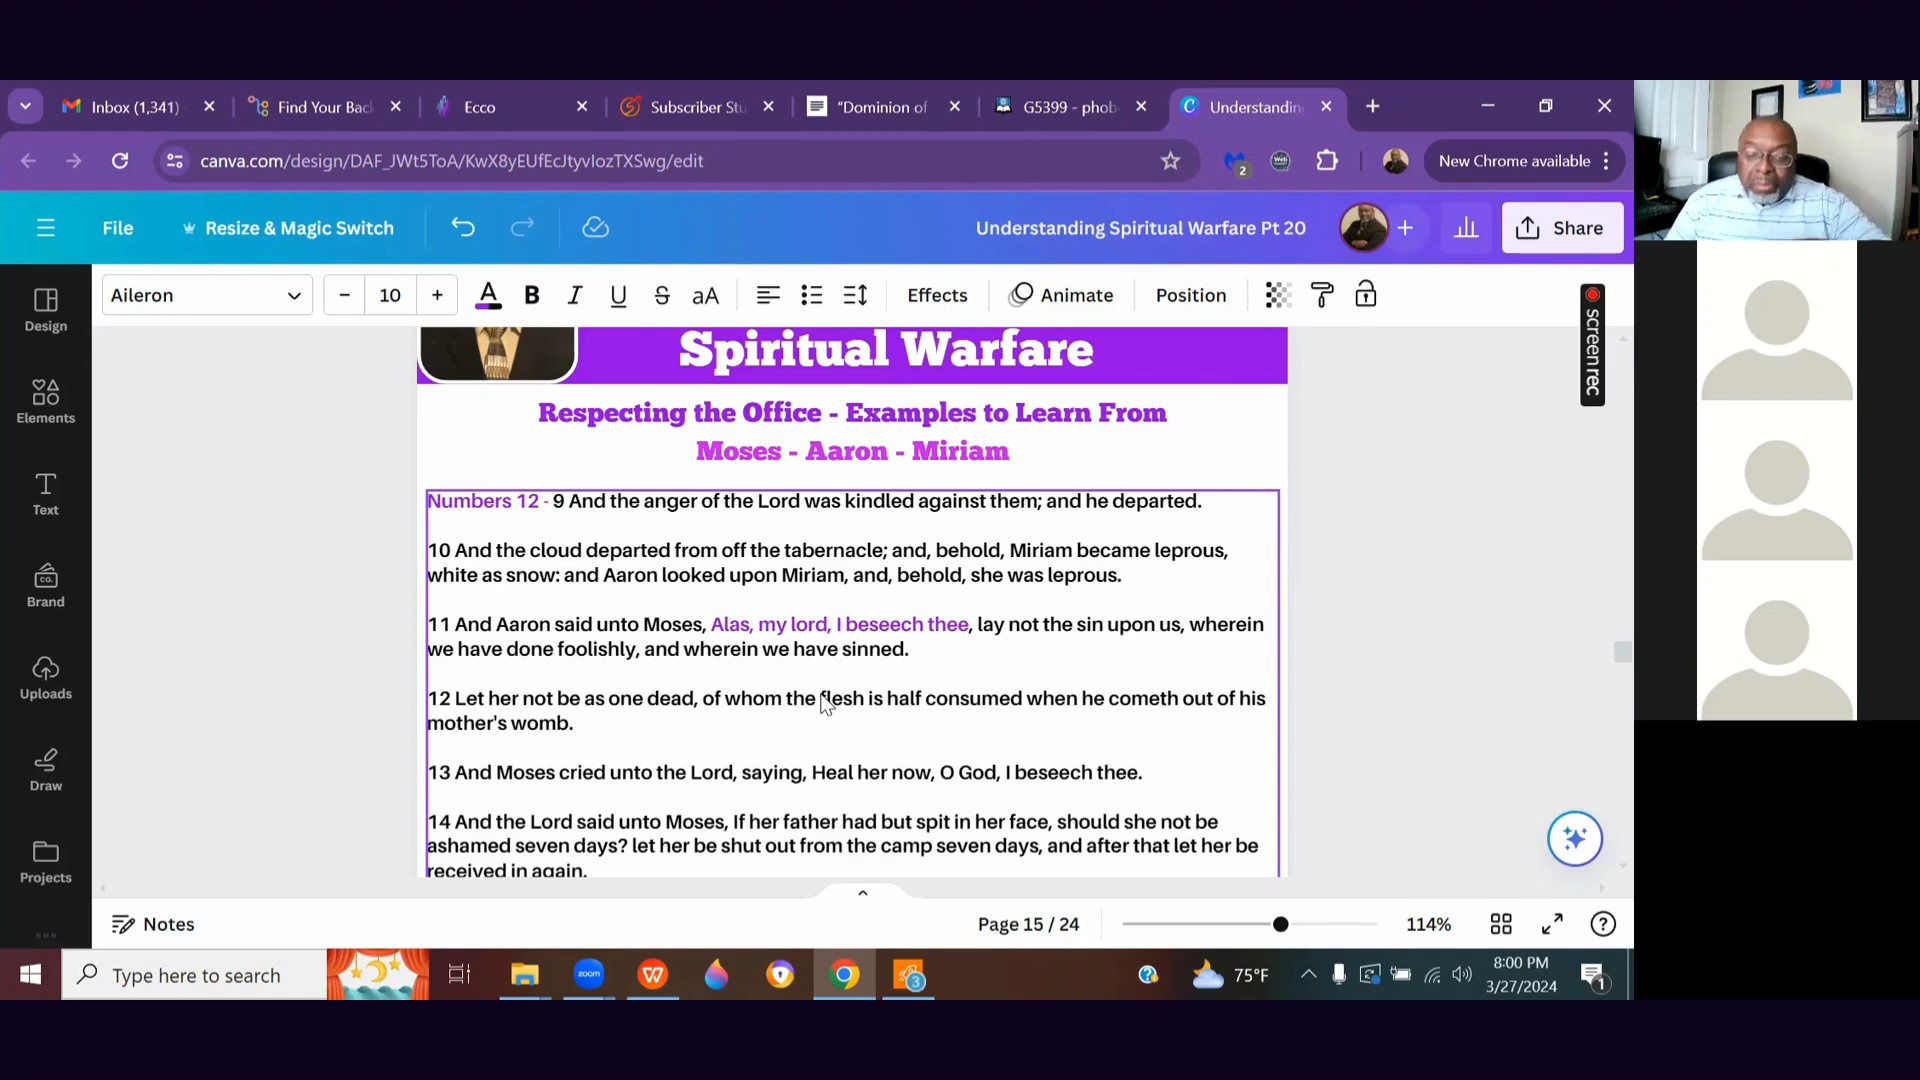 Inbox (1,341)
Find Your Bac
Ecco
Subscriber Stu
"Dominion of
G5399 - phob
Understandin
canva.com/design/DAF_JWt5ToA/KwX8yEUfEcJtyvIozTXSwg/edit
2
New Chrome available
File
Resize & Magic Switch
Understanding Spiritual Warfare Pt 20
Share
Aileron
10
A
B
I
U
S
aA
Effects
Animate
Position
screenrec
Design
Elements
Text
Brand
Uploads
Draw
Projects
Spiritual Warfare
Respecting the Office - Examples to Learn From
Moses - Aaron - Miriam
Numbers 12 - 9 And the anger of the Lord was kindled against them; and he departed.
10 And the cloud departed from off the tabernacle; and, behold, Miriam became leprous,
white as snow: and Aaron looked upon Miriam, and, behold, she was leprous.
11 And Aaron said unto Moses, Alas, my lord, I beseech thee, lay not the sin upon us, wherein
we have done foolishly, and wherein we have sinned.
12 Let her not be as one dead, of whom the flesh is half consumed when he cometh out of his
mother's womb.
13 And Moses cried unto the Lord, saying, Heal her now, O God, I beseech thee.
14 And the Lord said unto Moses, If her father had but spit in her face, should she not be
ashamed seven days? let her be shut out from the camp seven days, and after that let her be
received in again.
Notes
Page 15 / 24
114%
Type here to search
zoom
3
75°F
8:00 PM
3/27/2024
1